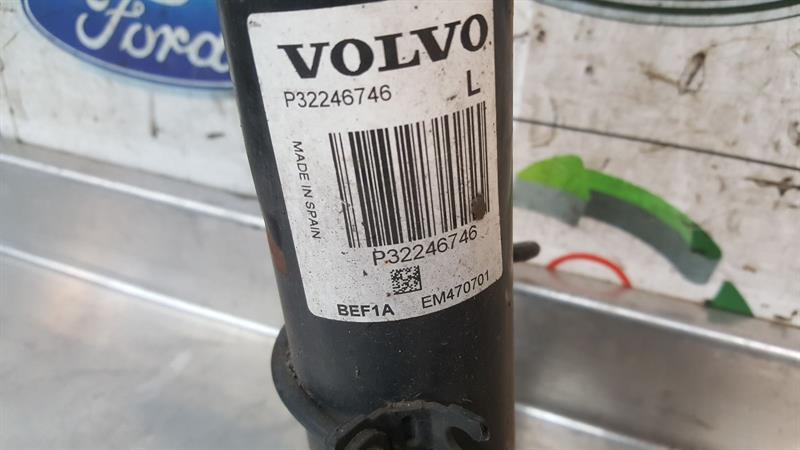 Ford
VOLVO
P32246746 L
MADE IN SPAIN
P32246746
BEF1A EM470701